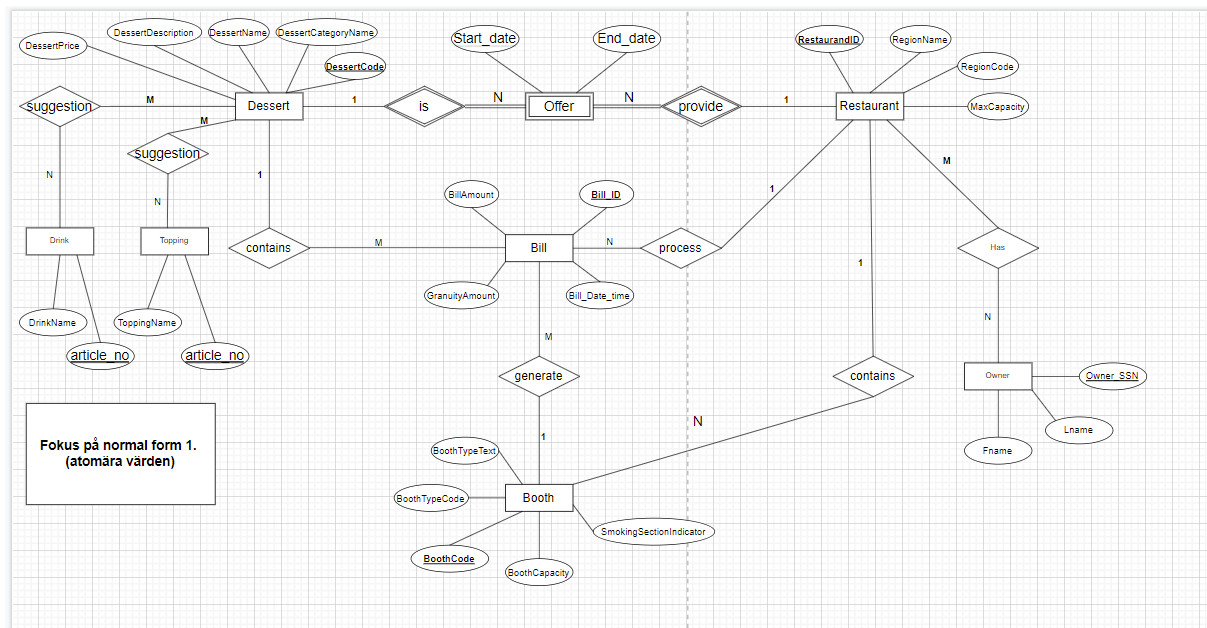 DessertPrice
DessertDescription
DessertName
DessertCategoryName
DessertCode
Start_date
End_date
RestaurandID
RegionName
RegionCode
MaxCapacity
suggestion
M
Dessert
1
is
N
Offer
N
provide
1
Restaurant
M
suggestion
N
N
1
M
1
BillAmount
Bill_ID
Drink
Topping
contains
M
Bill
N
process
Has
1
GranuityAmount
Bill_Date_time
DrinkName
ToppingName
N
article_no
article_no
M
generate
contains
Owner
Owner_SSN
Fokus på normal form 1.
(atomära värden)
1
N
Lname
Fname
BoothTypeText
BoothTypeCode
Booth
SmokingSectionIndicator
BoothCode
BoothCapacity